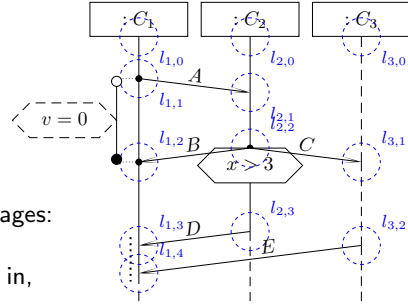 : C₁ : C₂ : C₃
l₁,₀ l₂,₀ l₃,₀
A
l₁,₁
l₂,₁
v = 0
l₂,₂
l₁,₂ B C l₃,₁
x > 3
ages:
l₁,₃ D l₂,₃ l₃,₂
l₁,₄ E
in,